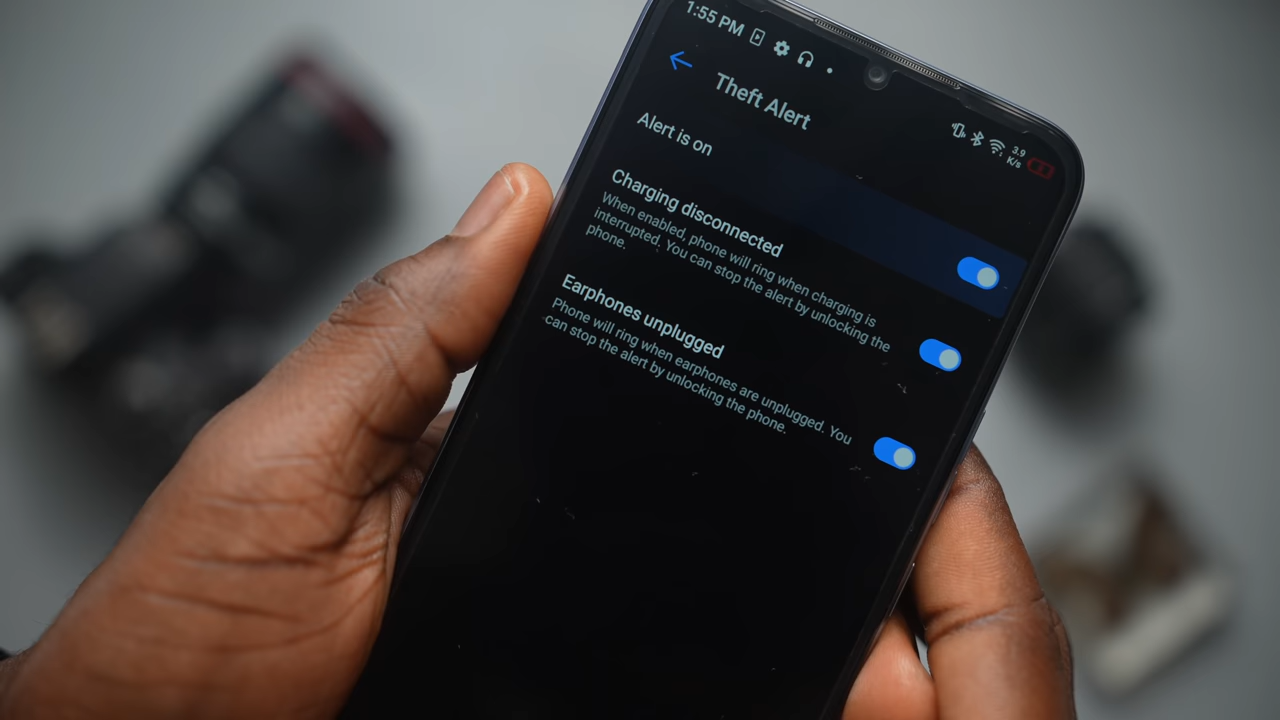 1:55 PM
3.9
K/s
Theft Alert
Alert is on
Charging disconnected
When enabled, phone will ring when charging is
interrupted. You can stop the alert by unlocking the
phone.
Earphones unplugged
Phone will ring when earphones are unplugged. You
can stop the alert by unlocking the phone.